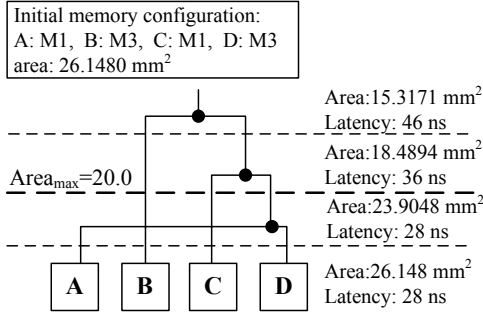 Initial memory configuration:
A: M1, B: M3, C: M1, D: M3
area: 26.1480 mm²
Area:15.3171 mm²
Latency: 46 ns
Area:18.4894 mm²
Latency: 36 ns
Area_max=20.0
Area:23.9048 mm²
Latency: 28 ns
Area:26.148 mm²
Latency: 28 ns
A B C D